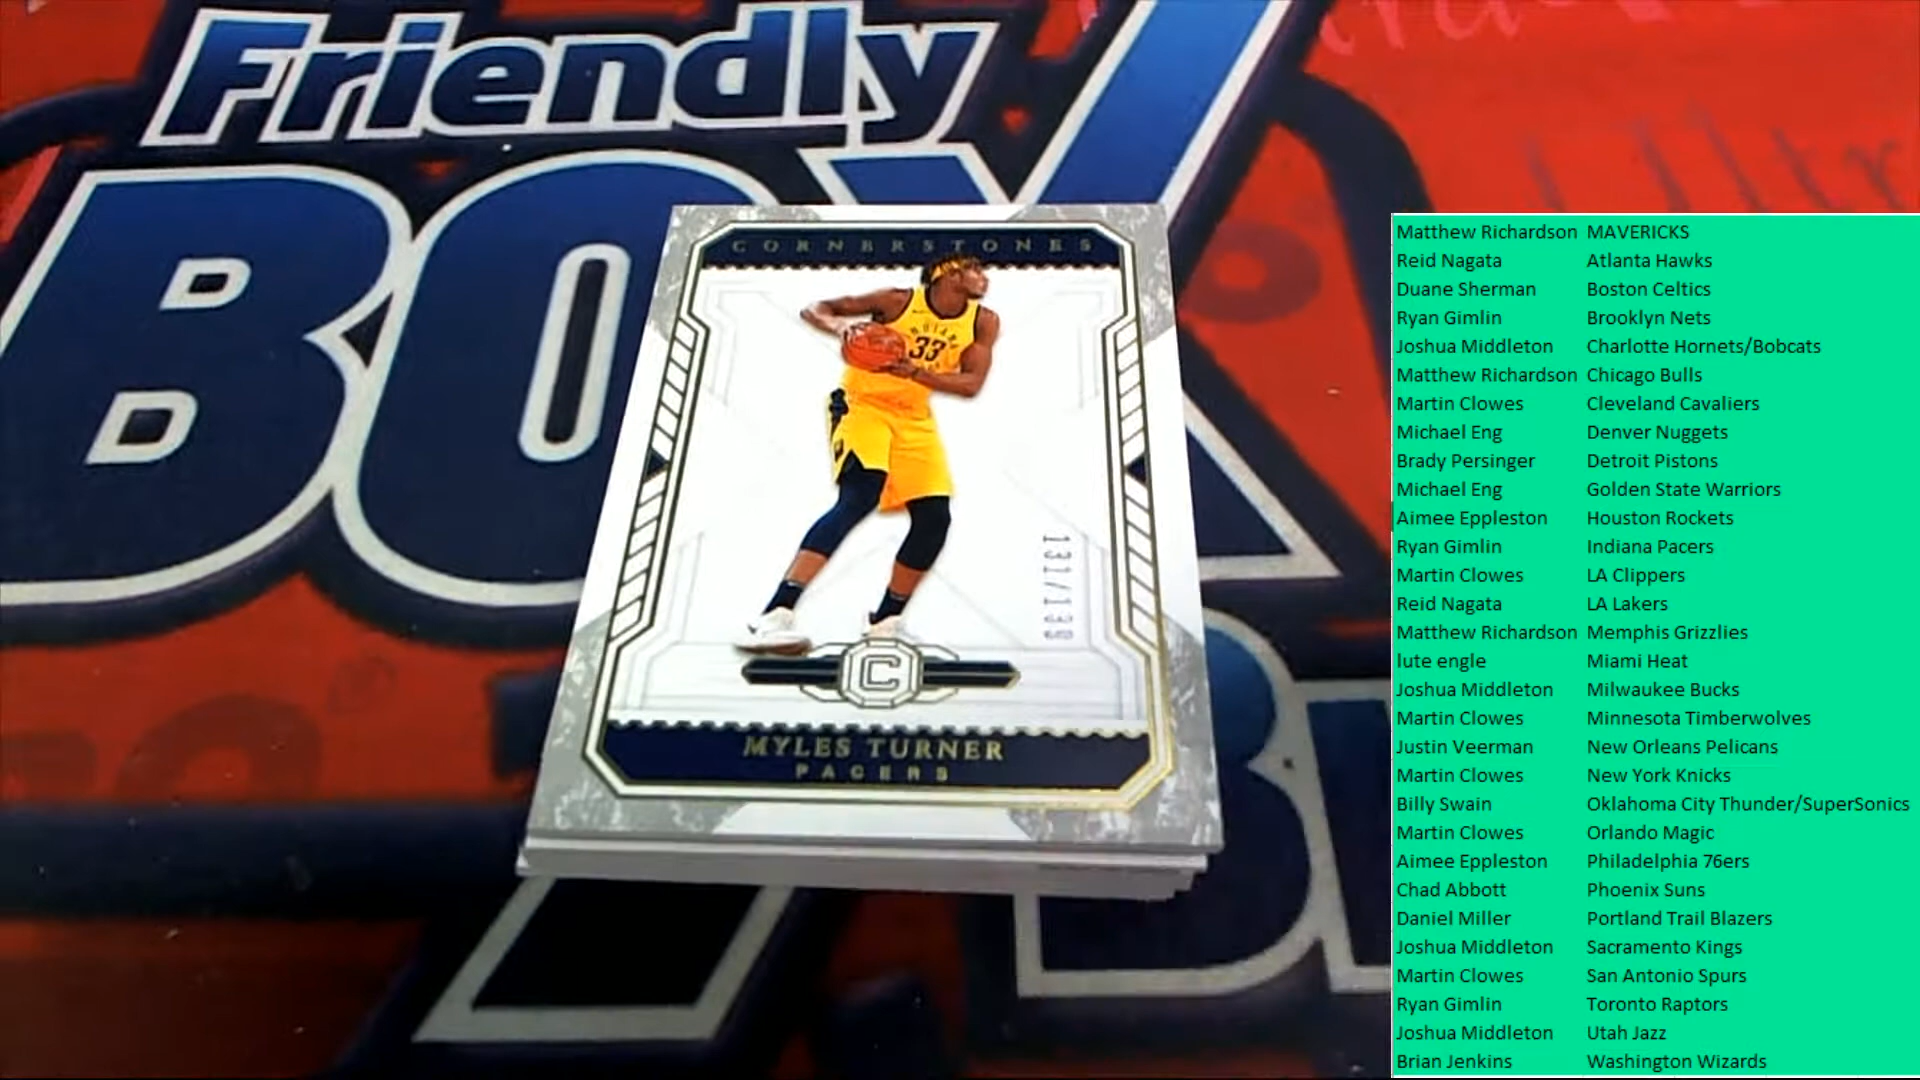 Friendly
BOX
CORNERSTONES
INDIANA
33
131/139
C
MYLES TURNER
PACERS
Matthew Richardson MAVERICKS
Reid Nagata Atlanta Hawks
Duane Sherman Boston Celtics
Ryan Gimlin Brooklyn Nets
Joshua Middleton Charlotte Hornets/Bobcats
Matthew Richardson Chicago Bulls
Martin Clowes Cleveland Cavaliers
Michael Eng Denver Nuggets
Brady Persinger Detroit Pistons
Michael Eng Golden State Warriors
Aimee Eppleston Houston Rockets
Ryan Gimlin Indiana Pacers
Martin Clowes LA Clippers
Reid Nagata LA Lakers
Matthew Richardson Memphis Grizzlies
lute engle Miami Heat
Joshua Middleton Milwaukee Bucks
Martin Clowes Minnesota Timberwolves
Justin Veerman New Orleans Pelicans
Martin Clowes New York Knicks
Billy Swain Oklahoma City Thunder/SuperSonics
Martin Clowes Orlando Magic
Aimee Eppleston Philadelphia 76ers
Chad Abbott Phoenix Suns
Daniel Miller Portland Trail Blazers
Joshua Middleton Sacramento Kings
Martin Clowes San Antonio Spurs
Ryan Gimlin Toronto Raptors
Joshua Middleton Utah Jazz
Brian Jenkins Washington Wizards